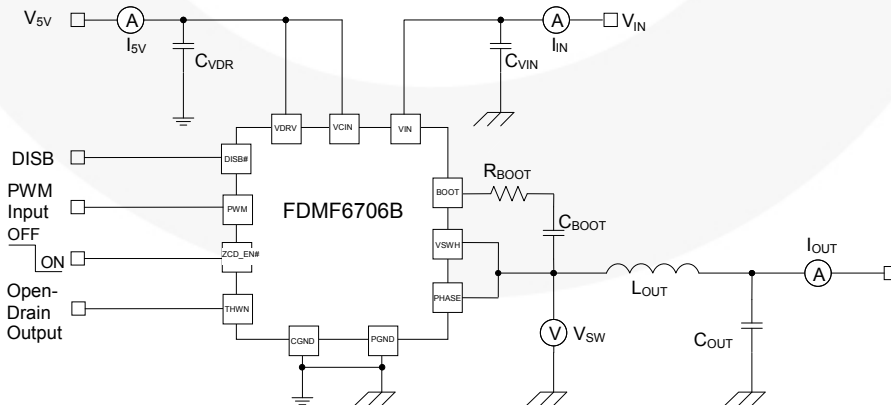 V5V
A
I5V
CVDR
CVIN
A
IIN
VIN
VDRV
VCIN
VIN
DISB
DISB#
PWM
Input
PWM
FDMF6706B
BOOT
RBOOT
CBOOT
OFF
ON
ZCD_EN#
VSWH
IOUT
A
Open-
Drain
Output
THWN
PHASE
LOUT
CGND
PGND
V
VSW
COUT